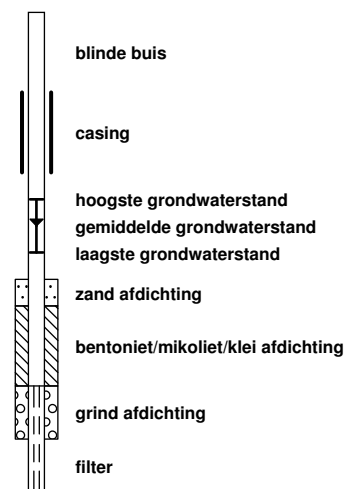 blinde buis
casing
hoogste grondwaterstand
gemiddelde grondwaterstand
laagste grondwaterstand
zand afdichting
bentoniet/mikoliet/klei afdichting
grind afdichting
filter